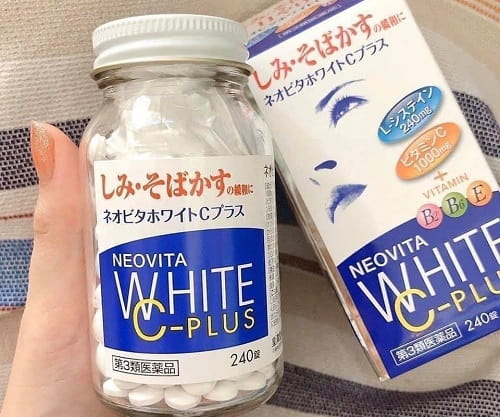 しみ・そばかすの緩和に
ネオビタホワイトCプラス
NEOVITA
WHITE
C-PLUS
第3類医薬品
240錠
しみ・そばかすの緩和に
ネオビタホワイトCプラス
L-システイン
240mg
ビタミンC
1000mg
+
VITAMIN
B2 B6 E
NEOVITA
WHITE
C-PLUS
第3類医薬品
240錠